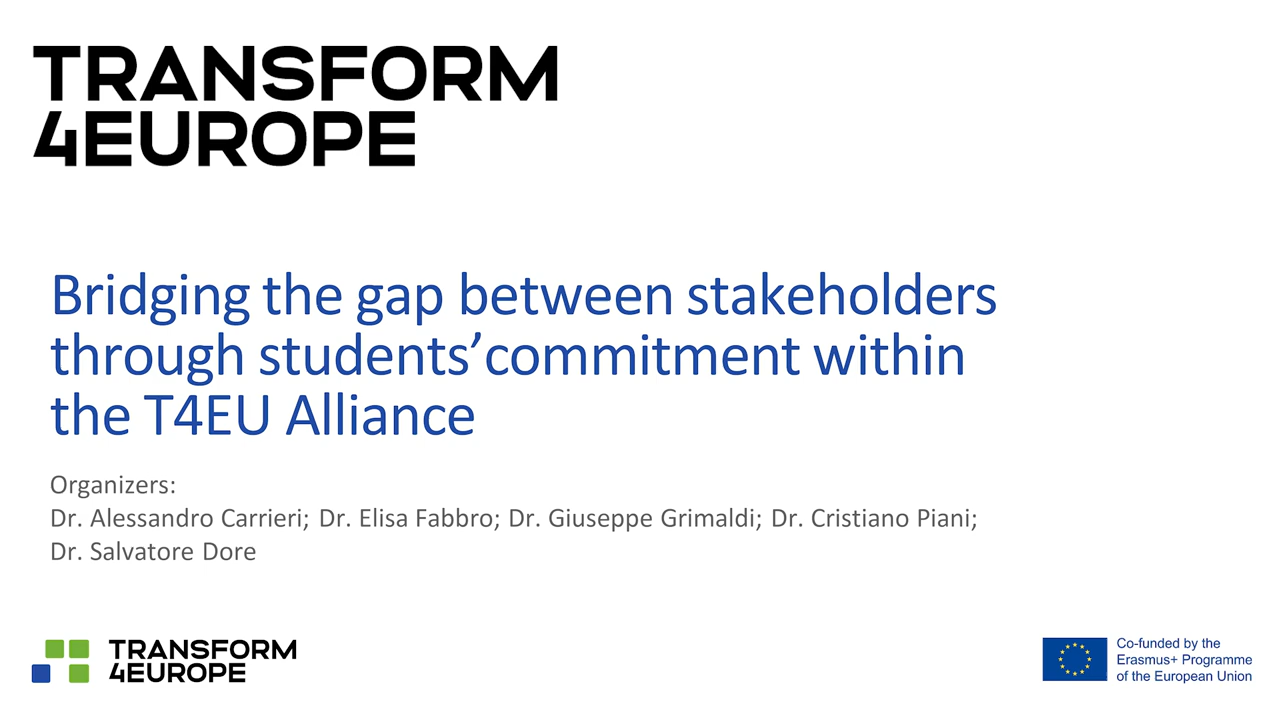 TRANSFORM
4EUROPE
Bridging the gap between stakeholders
through students’commitment within
the T4EU Alliance
Organizers:
Dr. Alessandro Carrieri; Dr. Elisa Fabbro; Dr. Giuseppe Grimaldi; Dr. Cristiano Piani;
Dr. Salvatore Dore
TRANSFORM
4EUROPE
Co-funded by the
Erasmus+ Programme
of the European Union